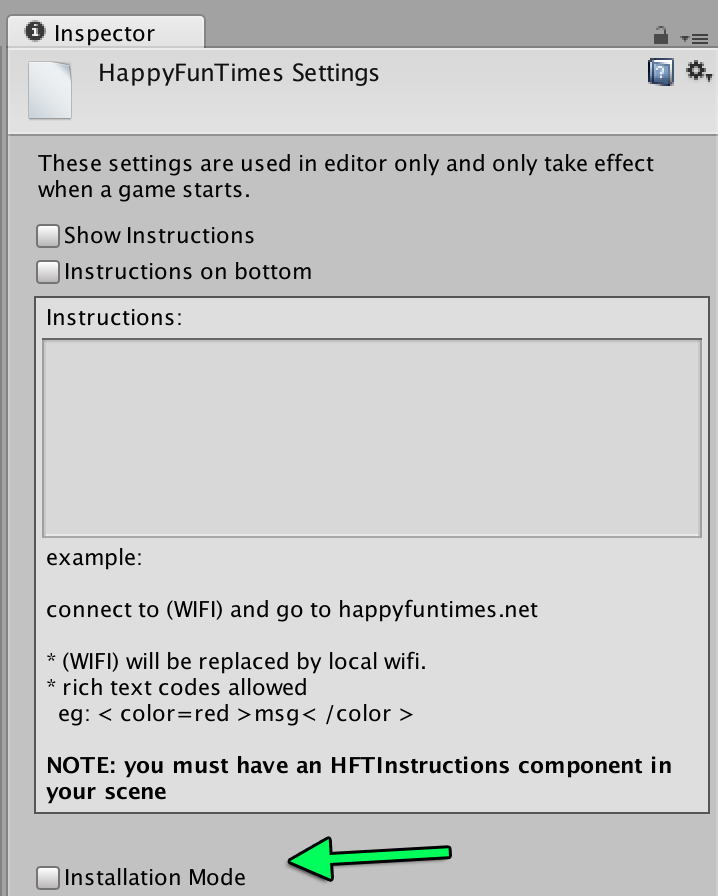 Inspector
HappyFunTimes Settings
These settings are used in editor only and only take effect
when a game starts.
Show Instructions
Instructions on bottom
Instructions:
example:
connect to (WIFI) and go to happyfuntimes.net
* (WIFI) will be replaced by local wifi.
* rich text codes allowed
eg: < color=red >msg< /color >
NOTE: you must have an HFTInstructions component in
your scene
Installation Mode